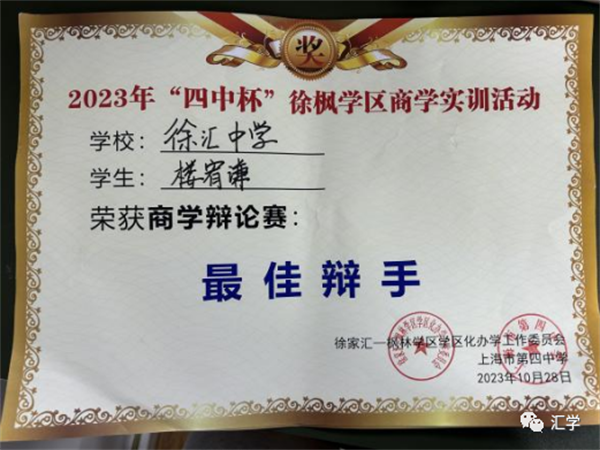 奖
2023年“四中杯”徐枫学区商学实训活动
学校：徐汇中学
学生：楼宥谦
荣获商学辩论赛：
最佳辩手
徐家汇—枫林学区学区化办学工作委员会
上海市第四中学
2023年10月28日
汇学